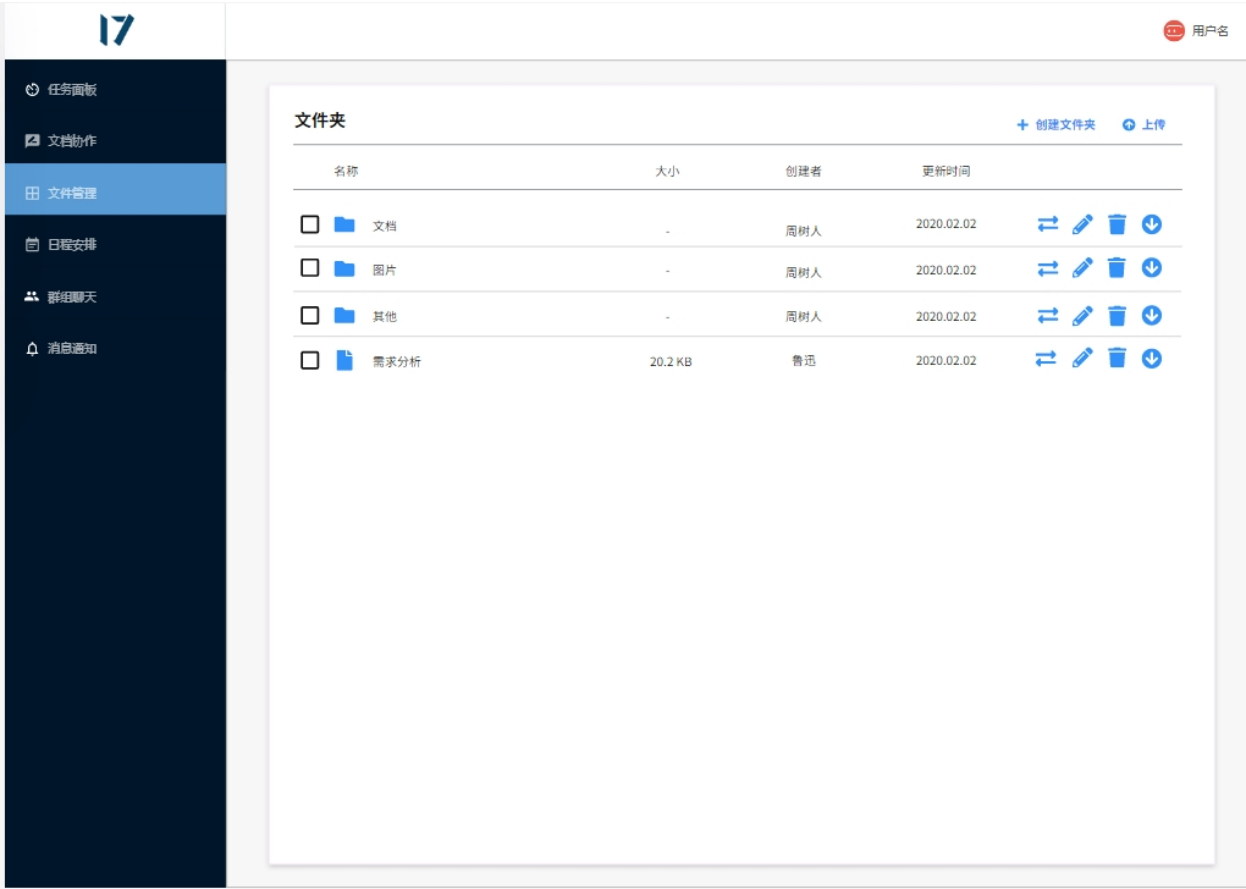 17
用户名
任务面板
文档协作
文件管理
日程安排
群组聊天
消息通知
文件夹
创建文件夹 上传
名称 大小 创建者 更新时间
文档 - 周树人 2020.02.02
图片 - 周树人 2020.02.02
其他 - 周树人 2020.02.02
需求分析 20.2 KB 鲁迅 2020.02.02